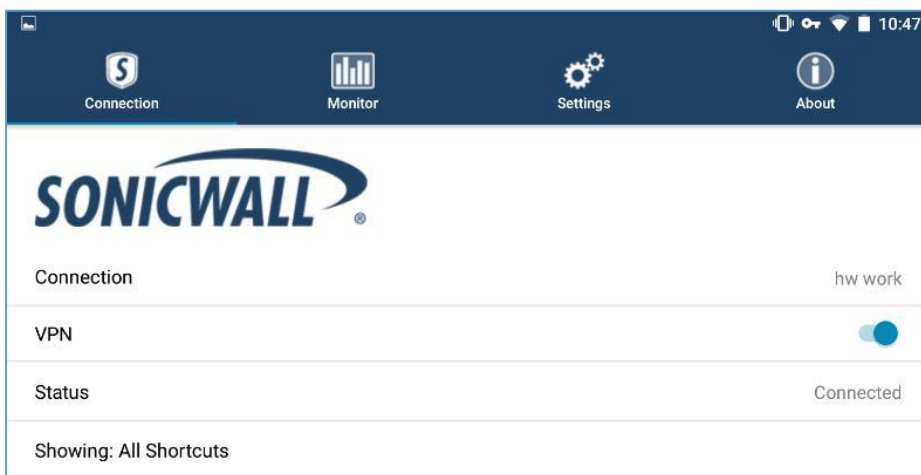 10:47
Connection Monitor Settings About
SONICWALL®
Connection hw work
VPN
Status Connected
Showing: All Shortcuts